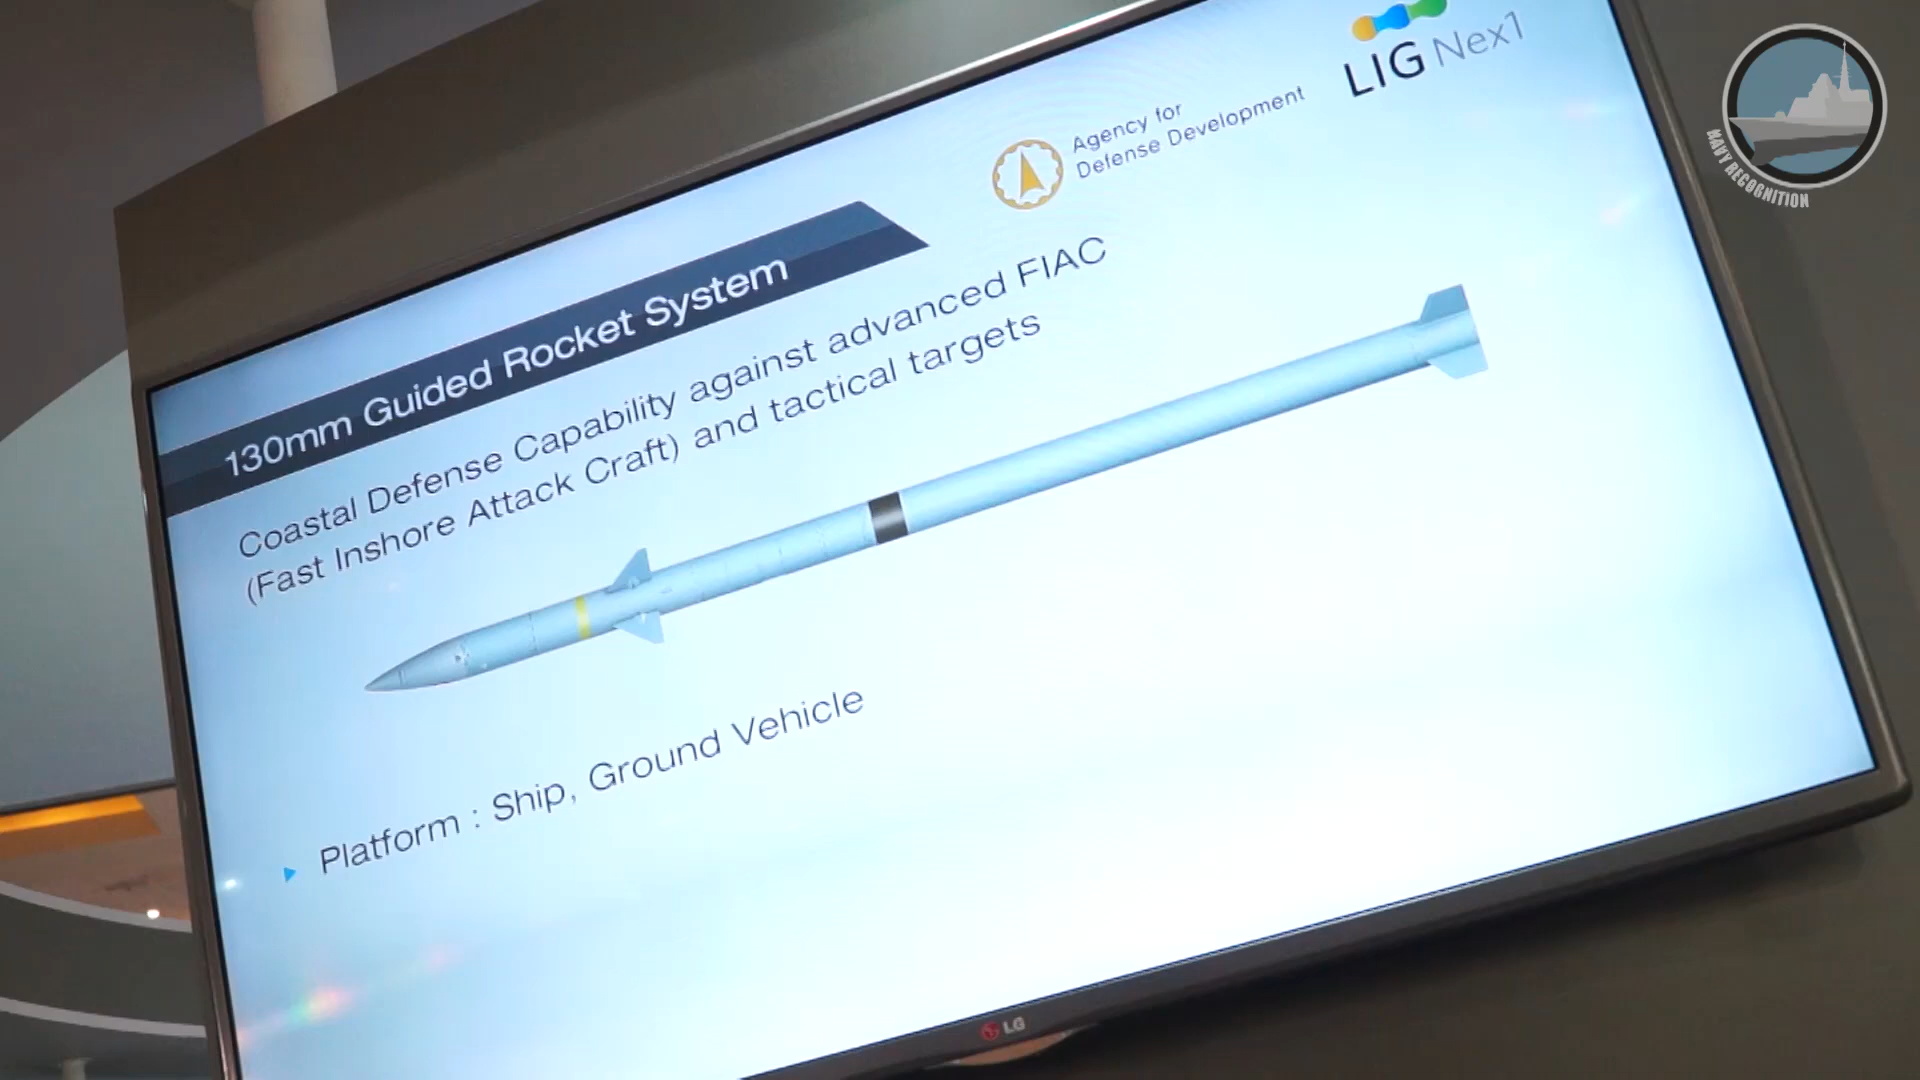 LIG Nex1
Agency for
Defense Development
NAVY RECOGNITION
130mm Guided Rocket System
Coastal Defense Capability against advanced FIAC
(Fast Inshore Attack Craft) and tactical targets
Platform : Ship, Ground Vehicle
LG